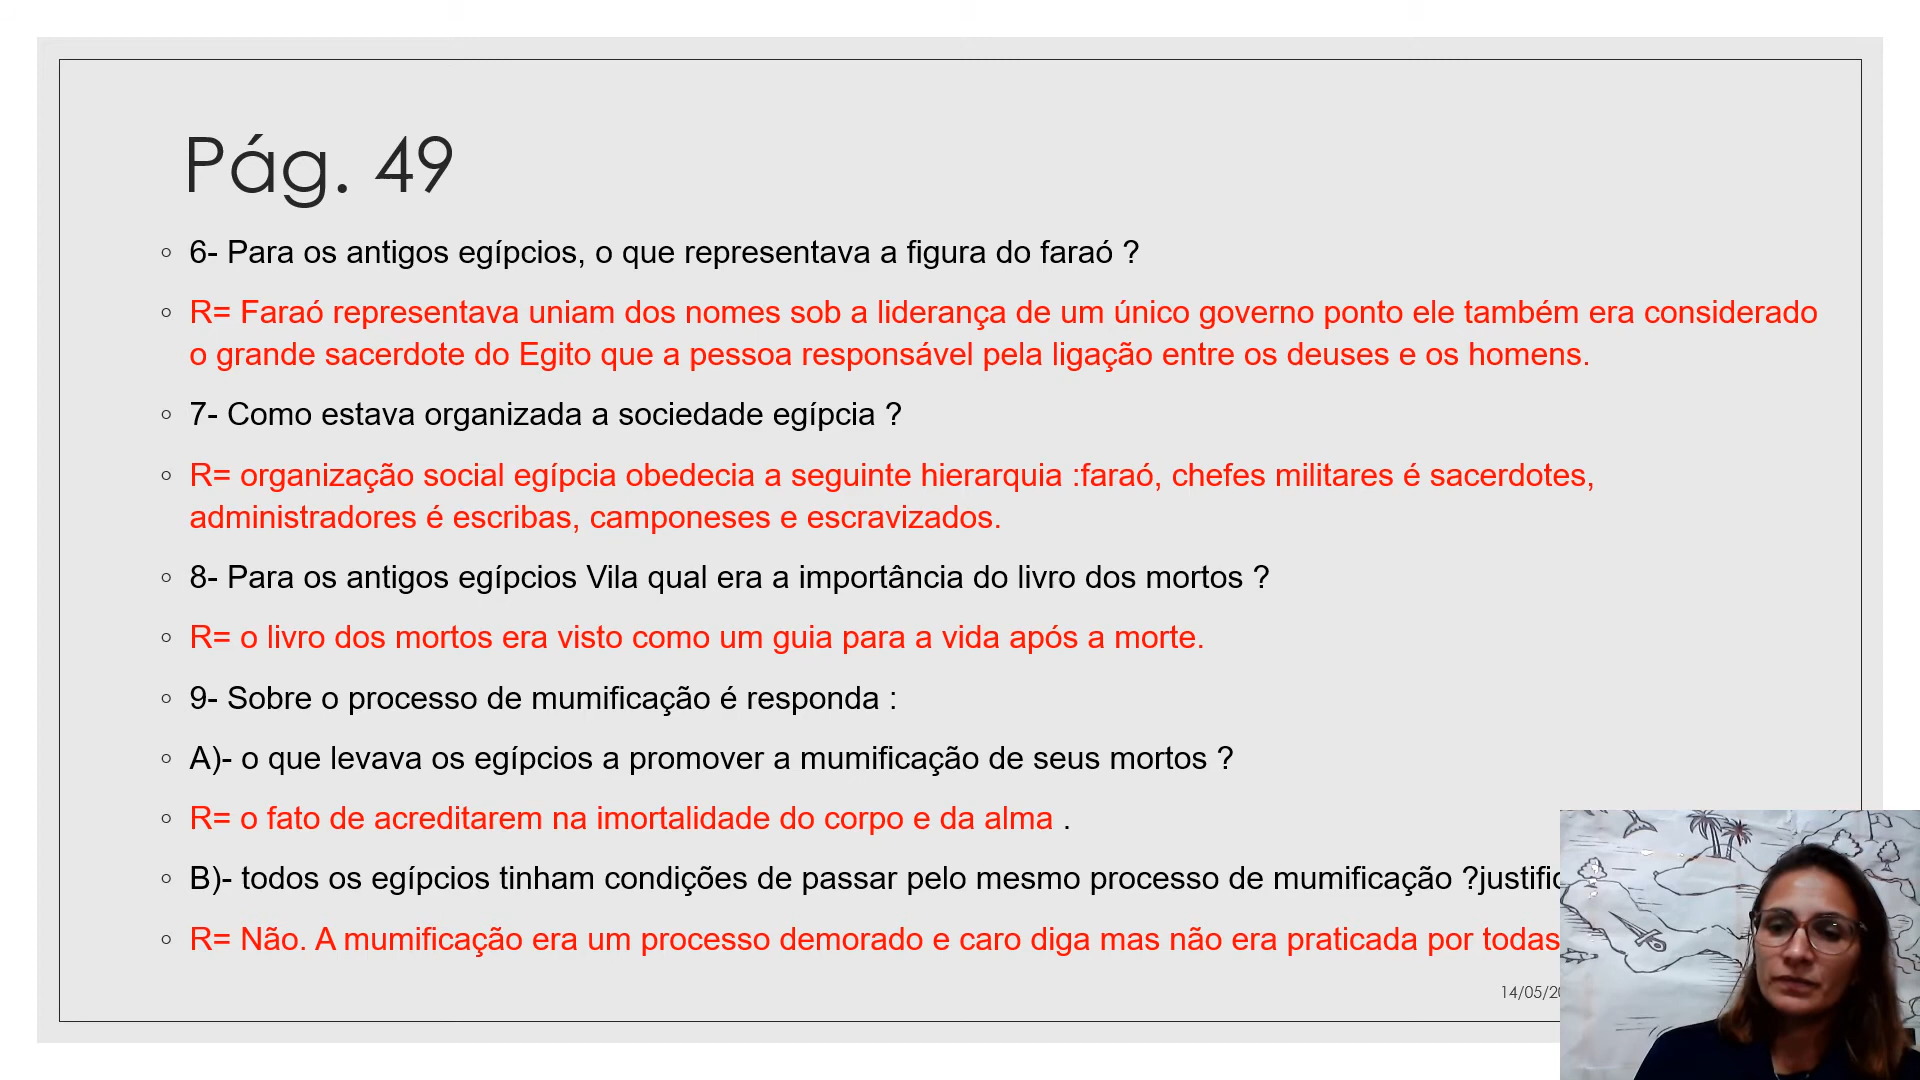 Pág. 49
6- Para os antigos egípcios, o que representava a figura do faraó ?
R= Faraó representava uniam dos nomes sob a liderança de um único governo ponto ele também era considerado
o grande sacerdote do Egito que a pessoa responsável pela ligação entre os deuses e os homens.
7- Como estava organizada a sociedade egípcia ?
R= organização social egípcia obedecia a seguinte hierarquia :faraó, chefes militares é sacerdotes,
administradores é escribas, camponeses e escravizados.
8- Para os antigos egípcios Vila qual era a importância do livro dos mortos ?
R= o livro dos mortos era visto como um guia para a vida após a morte.
9- Sobre o processo de mumificação é responda :
A)- o que levava os egípcios a promover a mumificação de seus mortos ?
R= o fato de acreditarem na imortalidade do corpo e da alma .
B)- todos os egípcios tinham condições de passar pelo mesmo processo de mumificação ?
R= Não. A mumificação era um processo demorado e caro diga mas não era praticada por todas
14/05/